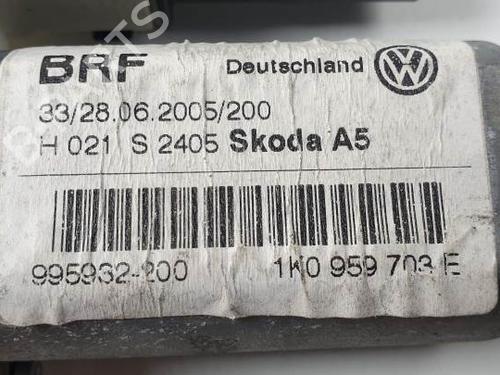 BRF Deutschland
33/28.06.2005/200
H 021 S 2405 Skoda A5
995932-200 1K0 959 703 E